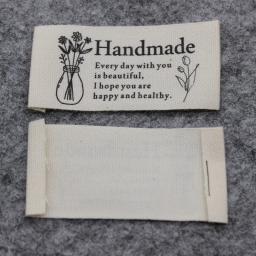 Handmade
Every day with you
is beautiful,
I hope you are
happy and healthy.